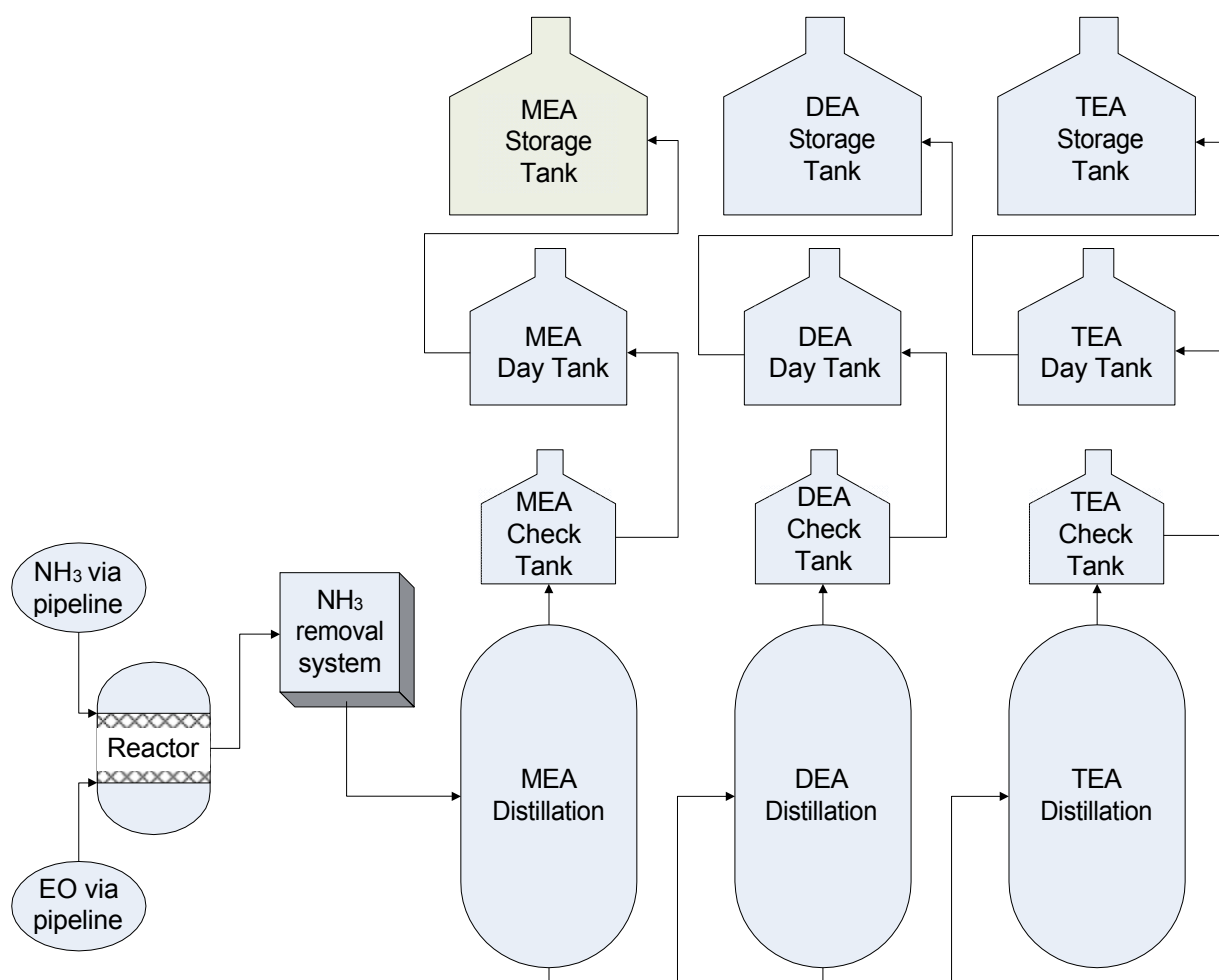 MEA
Storage
Tank
DEA
Storage
Tank
TEA
Storage
Tank
MEA
Day Tank
DEA
Day Tank
TEA
Day Tank
MEA
Check
Tank
DEA
Check
Tank
TEA
Check
Tank
NH₃ via
pipeline
NH₃
removal
system
Reactor
EO via
pipeline
MEA
Distillation
DEA
Distillation
TEA
Distillation